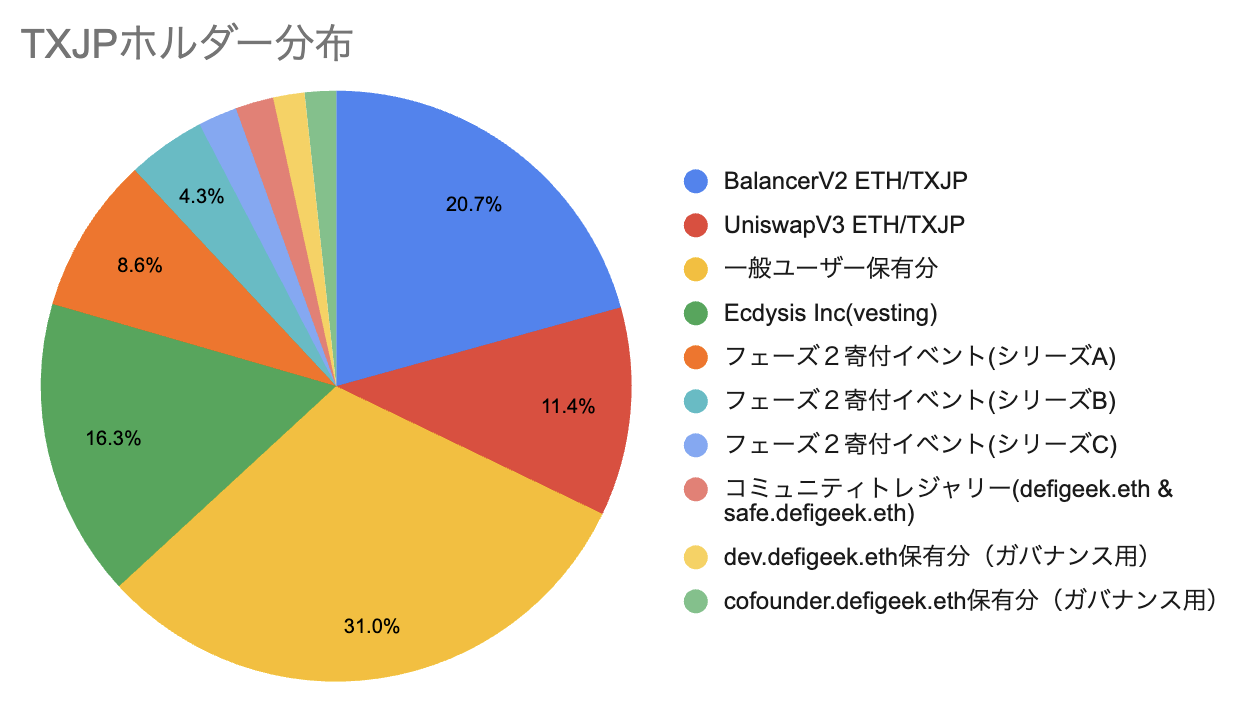 TXJPホルダー分布
20.7%
11.4%
31.0%
16.3%
8.6%
4.3%
BalancerV2 ETH/TXJP
UniswapV3 ETH/TXJP
一般ユーザー保有分
Ecdysis Inc(vesting)
フェーズ２寄付イベント(シリーズA)
フェーズ２寄付イベント(シリーズB)
フェーズ２寄付イベント(シリーズC)
コミュニティトレジャリー(defigeek.eth &
safe.defigeek.eth)
dev.defigeek.eth保有分（ガバナンス用）
cofounder.defigeek.eth保有分（ガバナンス用）